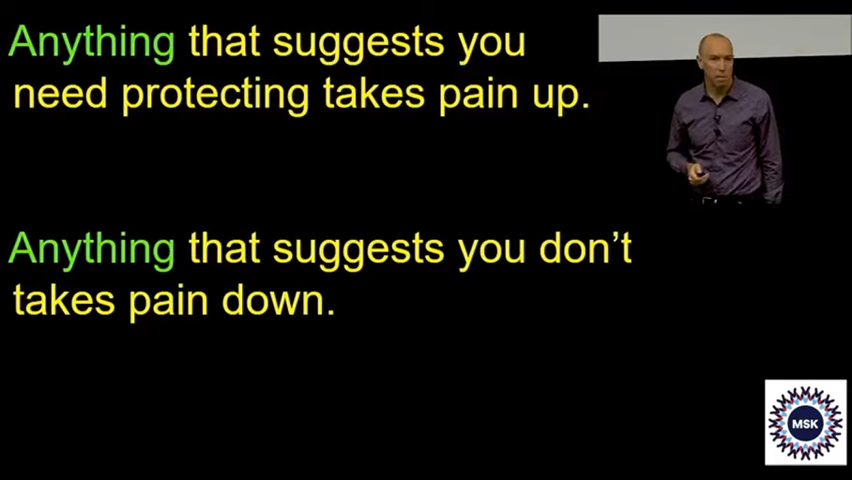 Anything that suggests you
need protecting takes pain up.
Anything that suggests you don’t
takes pain down.
MSK